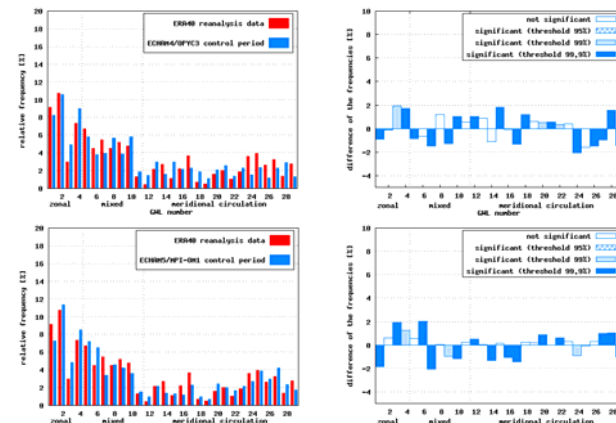 20
18
16
14
12
10
8
6
4
2
0
relative frequency [%]
ERA40 reanalysis data
ECHAM4/OPYC3 control period
2 4 6 8 10 12 14 16 18 20 22 24 26 28
zonal mixed meridional circulation
GWL number
10
8
6
4
2
0
-2
-4
difference of the frequencies [%]
not significant
significant (threshold 95%)
significant (threshold 99%)
significant (threshold 99,9%)
2 4 6 8 10 12 14 16 18 20 22 24 26 28
zonal mixed meridional circulation
GWL number
20
18
16
14
12
10
8
6
4
2
0
relative frequency [%]
ERA40 reanalysis data
ECHAM5/MPI-OM1 control period
2 4 6 8 10 12 14 16 18 20 22 24 26 28
zonal mixed meridional circulation
10
8
6
4
2
0
-2
-4
difference of the frequencies [%]
not significant
significant (threshold 95%)
significant (threshold 99%)
significant (threshold 99,9%)
2 4 6 8 10 12 14 16 18 20 22 24 26 28
zonal mixed meridional circulation